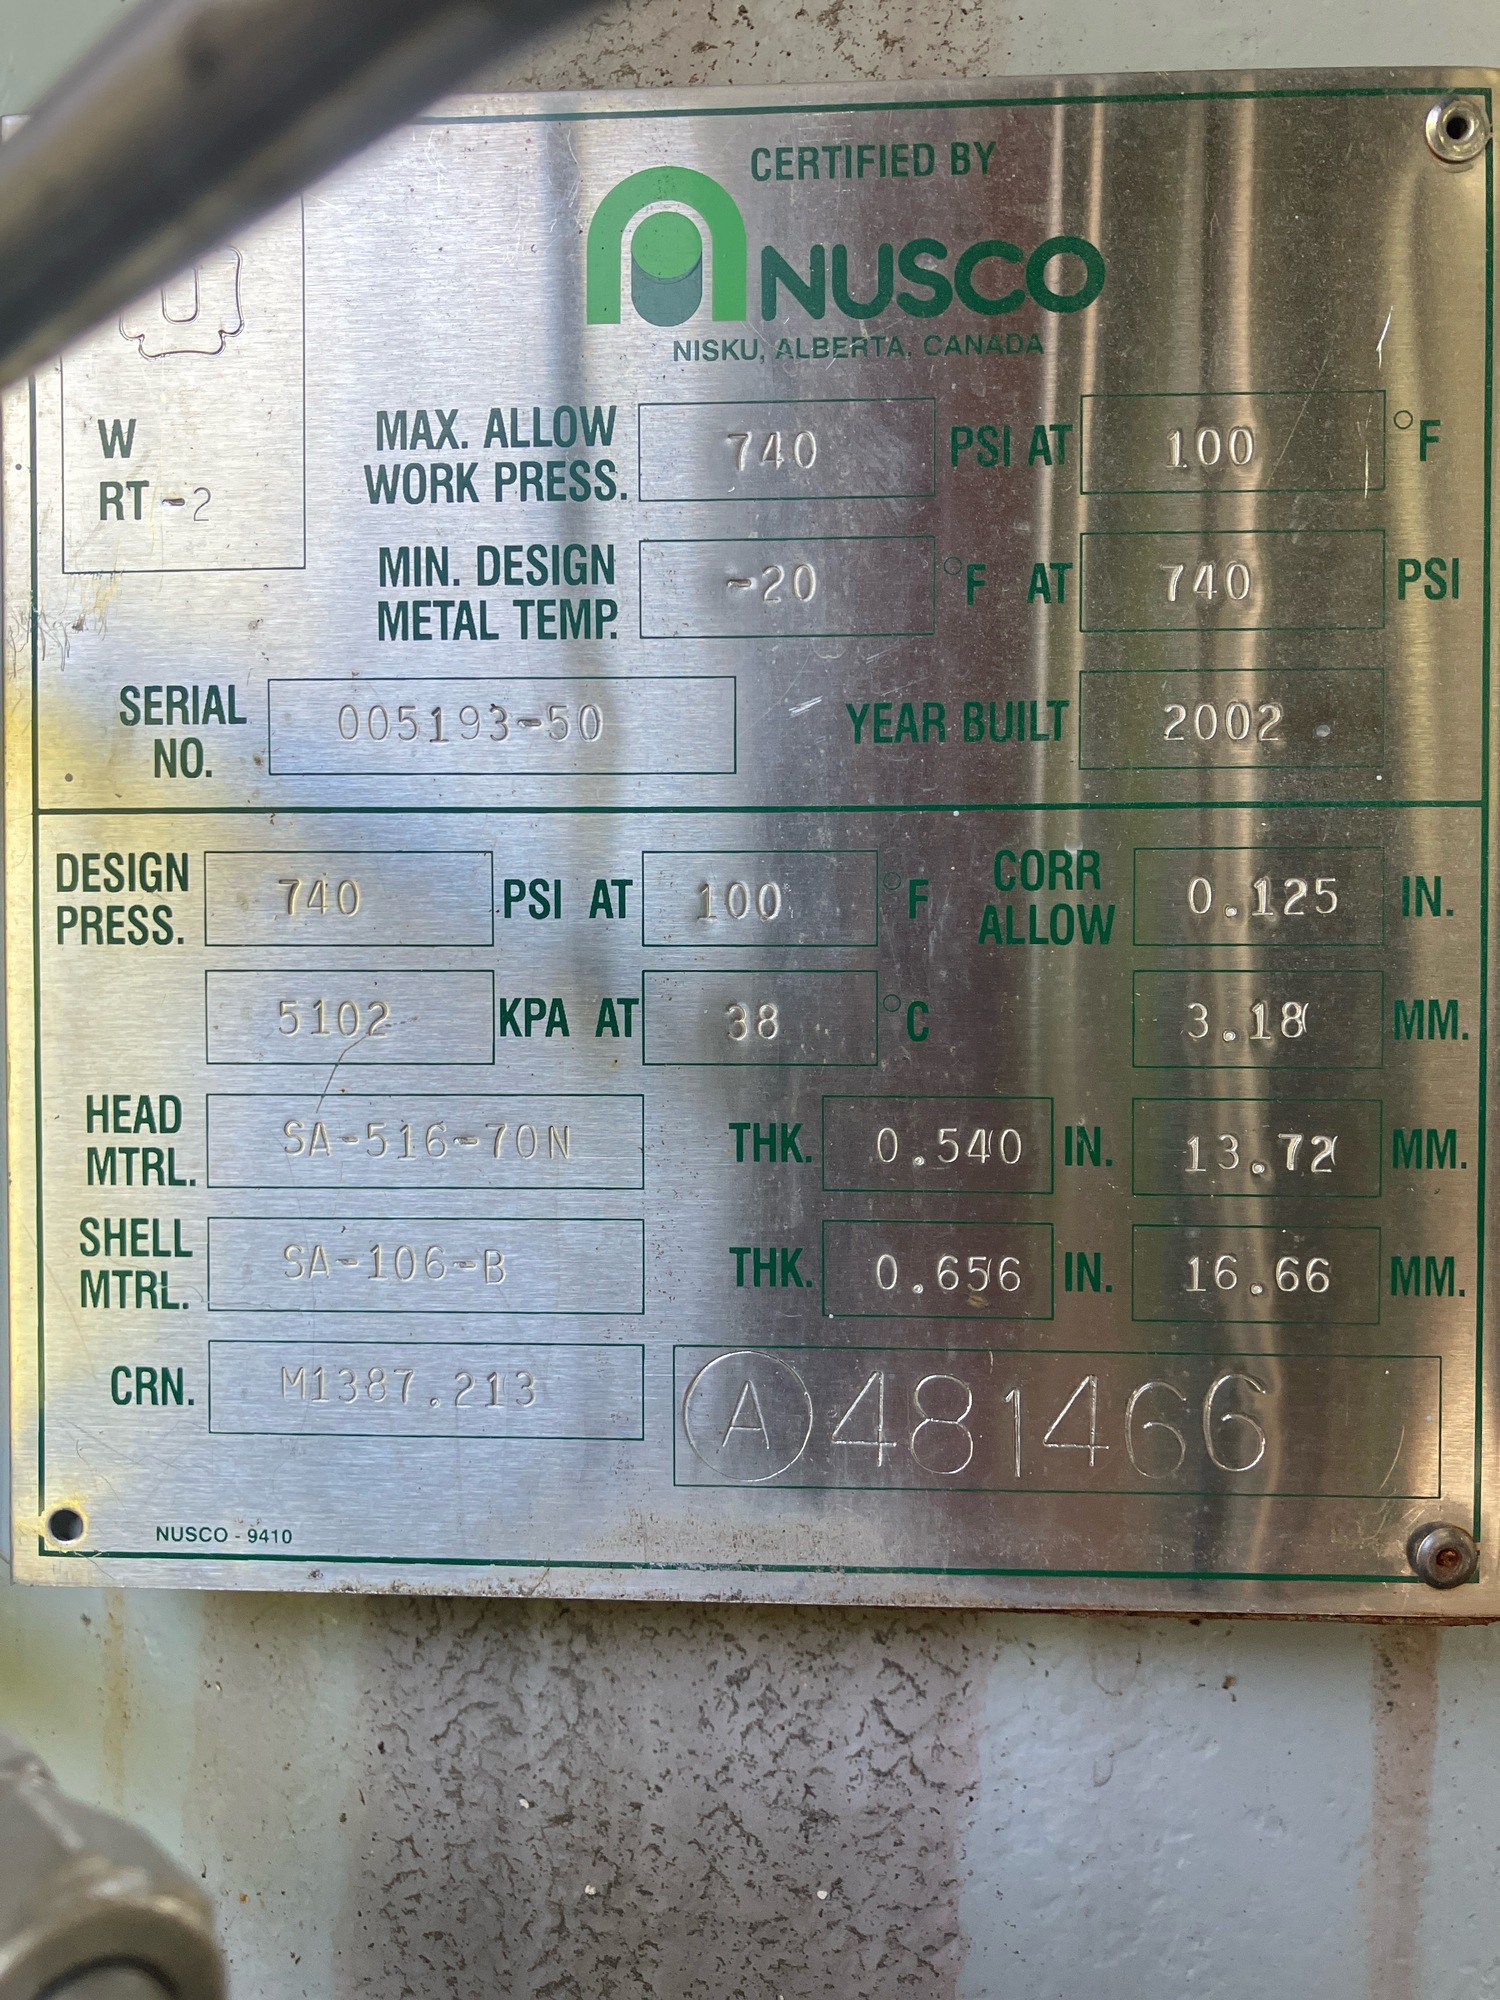 CERTIFIED BY
NUSCO
NISKU, ALBERTA, CANADA
U
W
RT-2
MAX. ALLOW WORK PRESS. 740 PSI AT 100 °F
MIN. DESIGN METAL TEMP. -20 °F AT 740 PSI
SERIAL NO. 005193-50 YEAR BUILT 2002
DESIGN PRESS. 740 PSI AT 100 °F CORR ALLOW 0.125 IN.
5102 KPA AT 38 °C 3.18 MM.
HEAD MTRL. SA-516-70N THK. 0.540 IN. 13.72 MM.
SHELL MTRL. SA-106-B THK. 0.656 IN. 16.66 MM.
CRN. M1387.213 A 481466
NUSCO - 9410